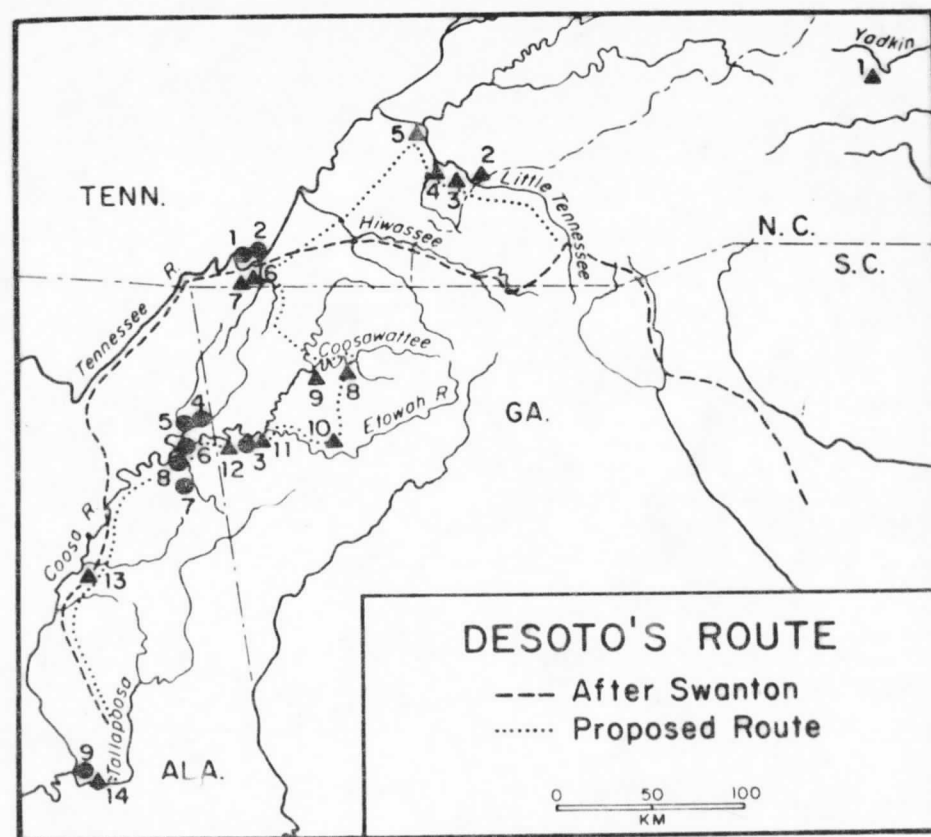 Yadkin
1
5
2
4
3
Little Tennessee
TENN.
Hiwassee
N. C.
1
2
S.C.
7
6
Tennessee R.
Coosawattee
9
8
Etowah R
GA.
5
4
6
12
3
11
10
8
7
Coosa R.
13
DESOTO'S ROUTE
After Swanton
Proposed Route
Tallapoosa
9
14
ALA.
0 50 100
KM